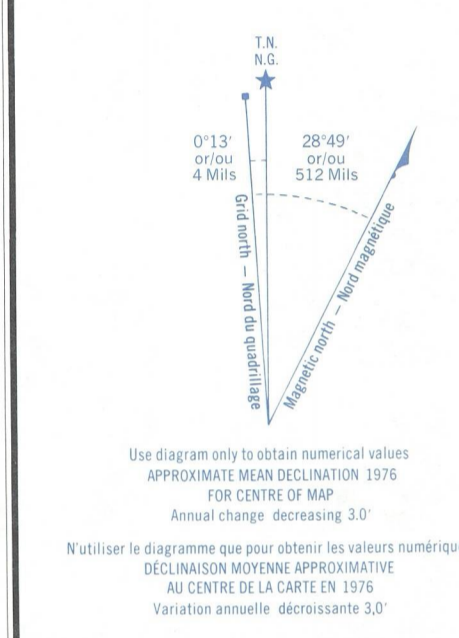 T.N.
N.G.
0°13'
or/ou
4 Mils
28°49'
or/ou
512 Mils
Grid north — Nord du quadrillage
Magnetic north — Nord magnétique
Use diagram only to obtain numerical values
APPROXIMATE MEAN DECLINATION 1976
FOR CENTRE OF MAP
Annual change decreasing 3.0'
N'utiliser le diagramme que pour obtenir les valeurs numériqu
DÉCLINAISON MOYENNE APPROXIMATIVE
AU CENTRE DE LA CARTE EN 1976
Variation annuelle décroissante 3,0'